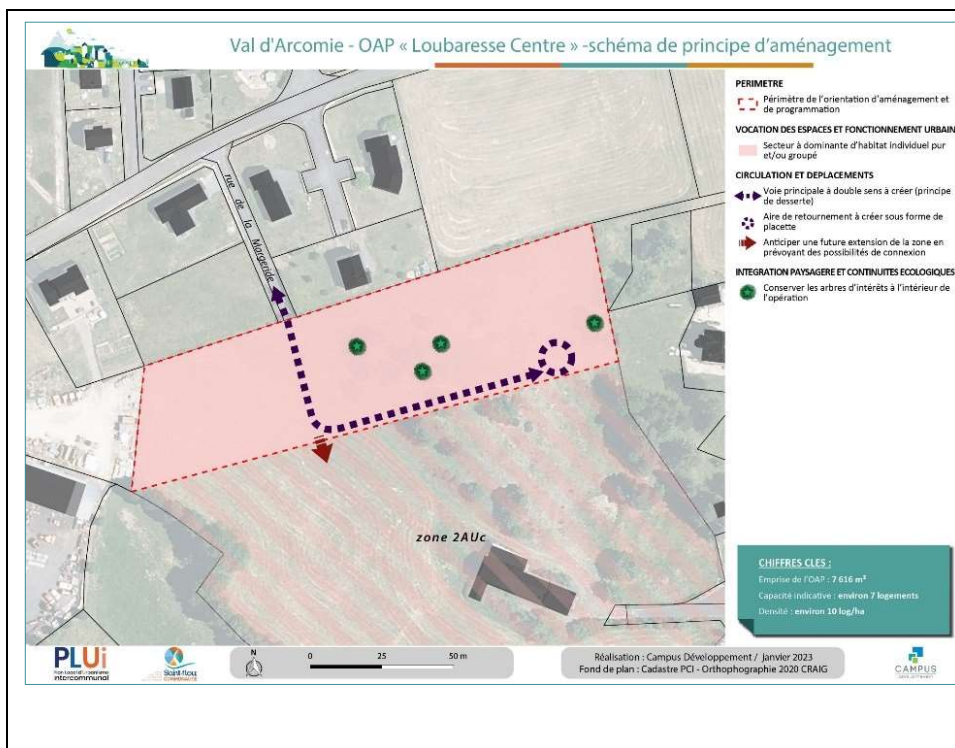 Val d'Arcomie - OAP « Loubaresse Centre » -schéma de principe d'aménagement
PERIMETRE
Périmètre de l'orientation d'aménagement et
de programmation
VOCATION DES ESPACES ET FONCTIONNEMENT URBAIN
Secteur à dominante d'habitat individuel pur
et/ou groupé
CIRCULATION ET DEPLACEMENTS
Voie principale à double sens à créer (principe
de desserte)
Aire de retournement à créer sous forme de
placette
Anticiper une future extension de la zone en
prévoyant des possibilités de connexion
INTEGRATION PAYSAGERE ET CONTINUITES ECOLOGIQUES
Conserver les arbres d'intérêts à l'intérieur de
l'opération
rue de la Margeride
zone 2AUc
CHIFFRES CLES :
Emprise de l'OAP : 7 616 m²
Capacité indicative : environ 7 logements
Densité : environ 10 log/ha
PLUi
intercommunal
Saint-Flour
COMMUNAUTÉ
N
0 25 50 m
Réalisation : Campus Développement / Janvier 2023
Fond de plan : Cadastre PCI - Orthophographie 2020 CRAIG
CAMPUS
DÉVELOPPEMENT